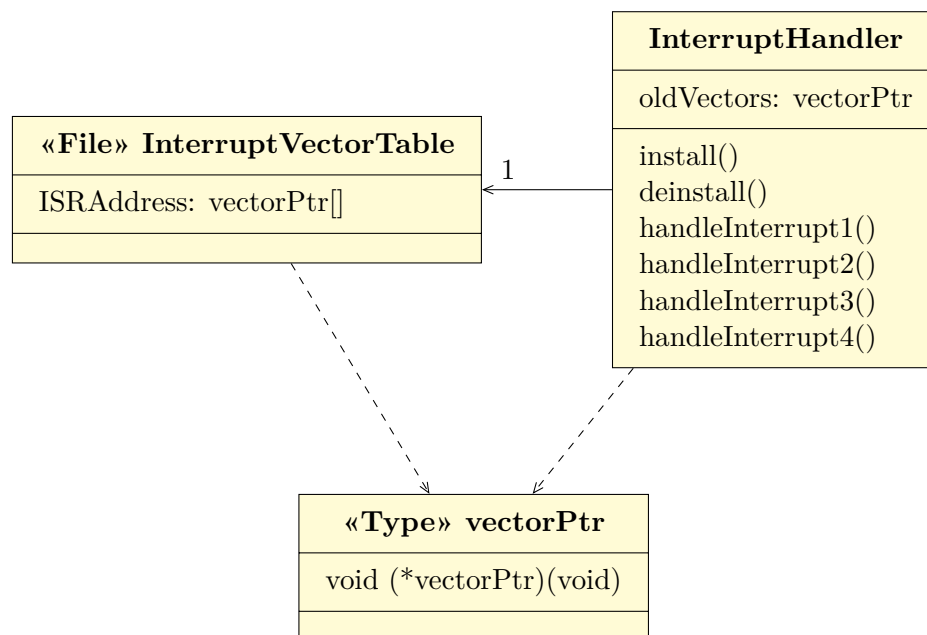 InterruptHandler
oldVectors: vectorPtr
install()
deinstall()
handleInterrupt1()
handleInterrupt2()
handleInterrupt3()
handleInterrupt4()
«File» InterruptVectorTable
ISRAddress: vectorPtr[]
1
«Type» vectorPtr
void (*vectorPtr)(void)